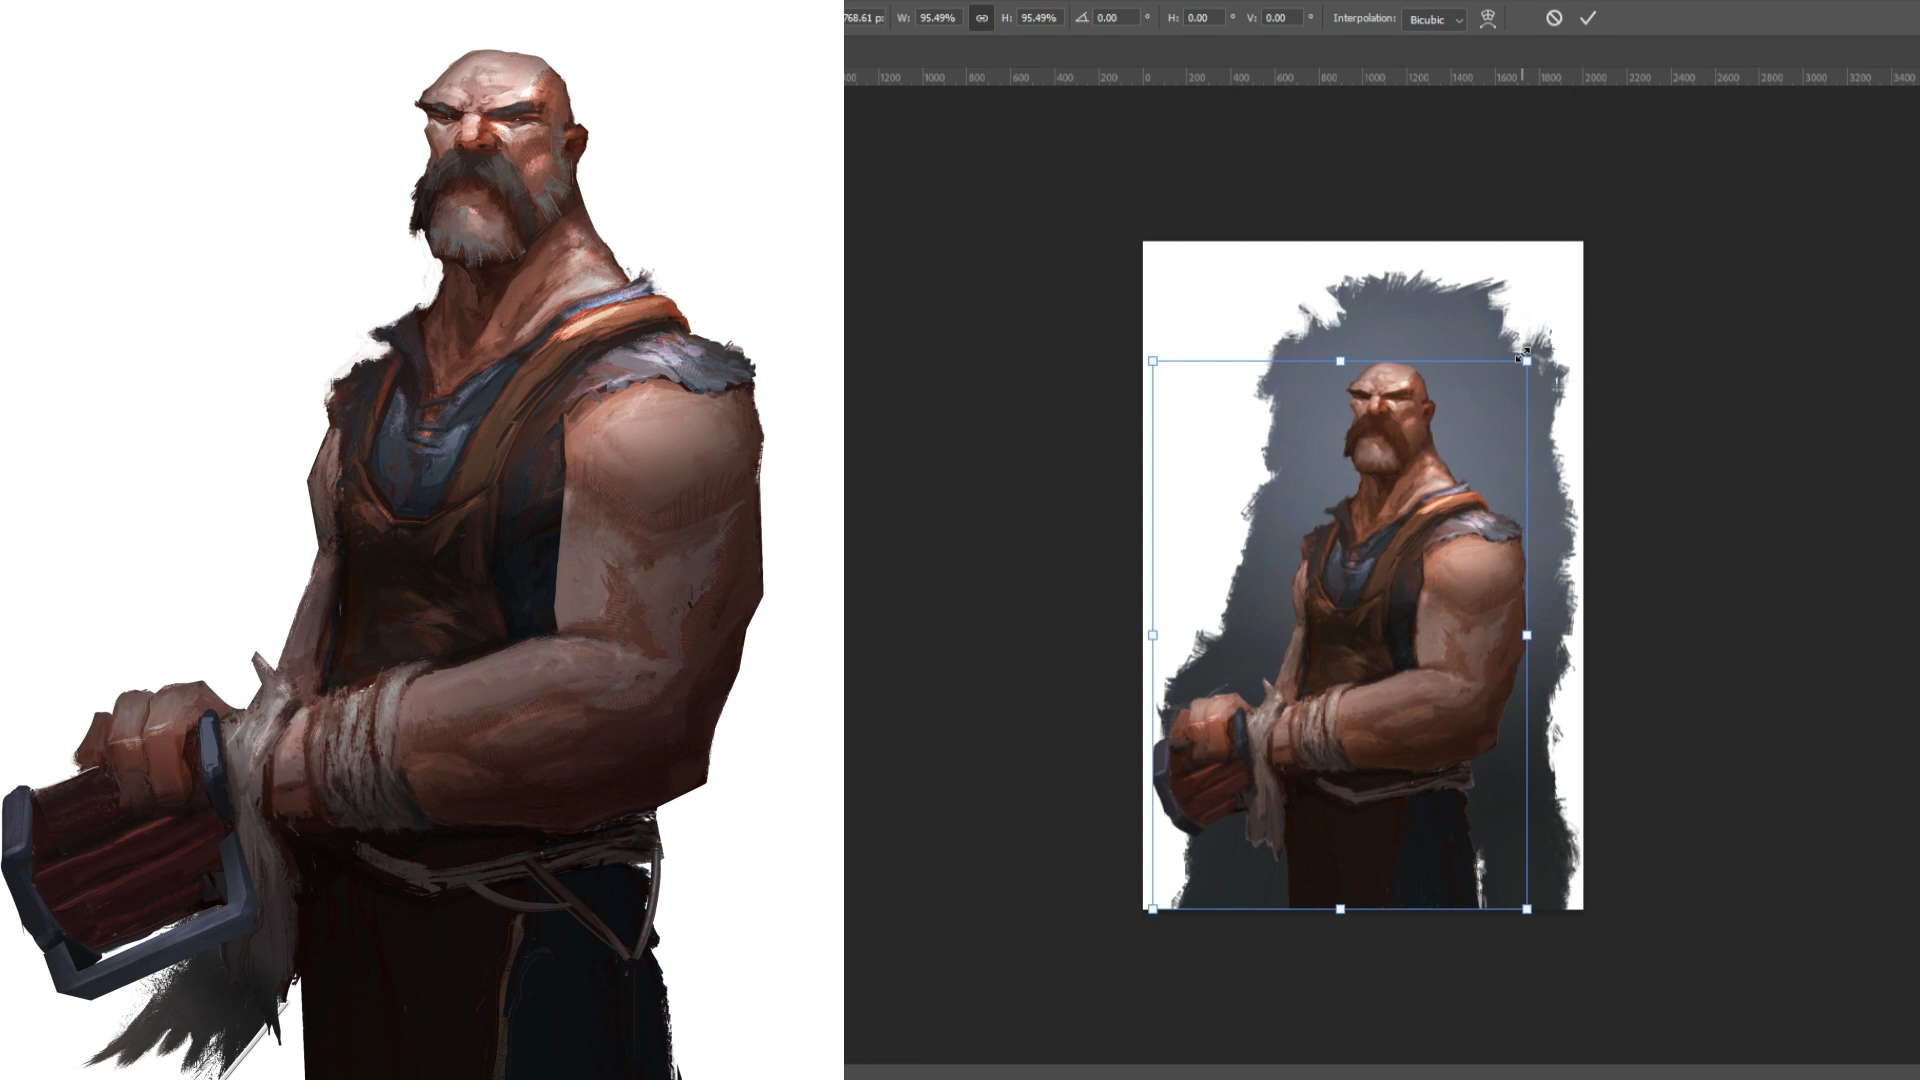 768.61 p: W: 95.49% H: 95.49% 0.00 ° H: 0.00 ° V: 0.00 ° Interpolation: Bicubic
1200 1000 800 600 400 200 0 200 400 600 800 1000 1200 1400 1600 1800 2000 2200 2400 2600 2800 3000 3200 3400